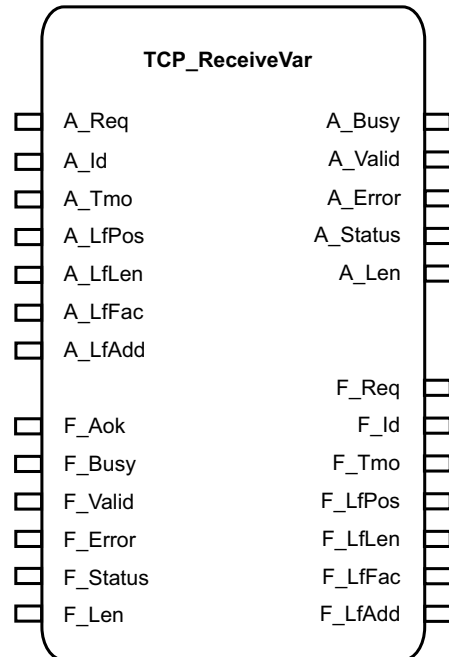 TCP_ReceiveVar
A_Req A_Busy
A_Id A_Valid
A_Tmo A_Error
A_LfPos A_Status
A_LfLen A_Len
A_LfFac
A_LfAdd
F_Req
F_Aok F_Id
F_Busy F_Tmo
F_Valid F_LfPos
F_Error F_LfLen
F_Status F_LfFac
F_Len F_LfAdd